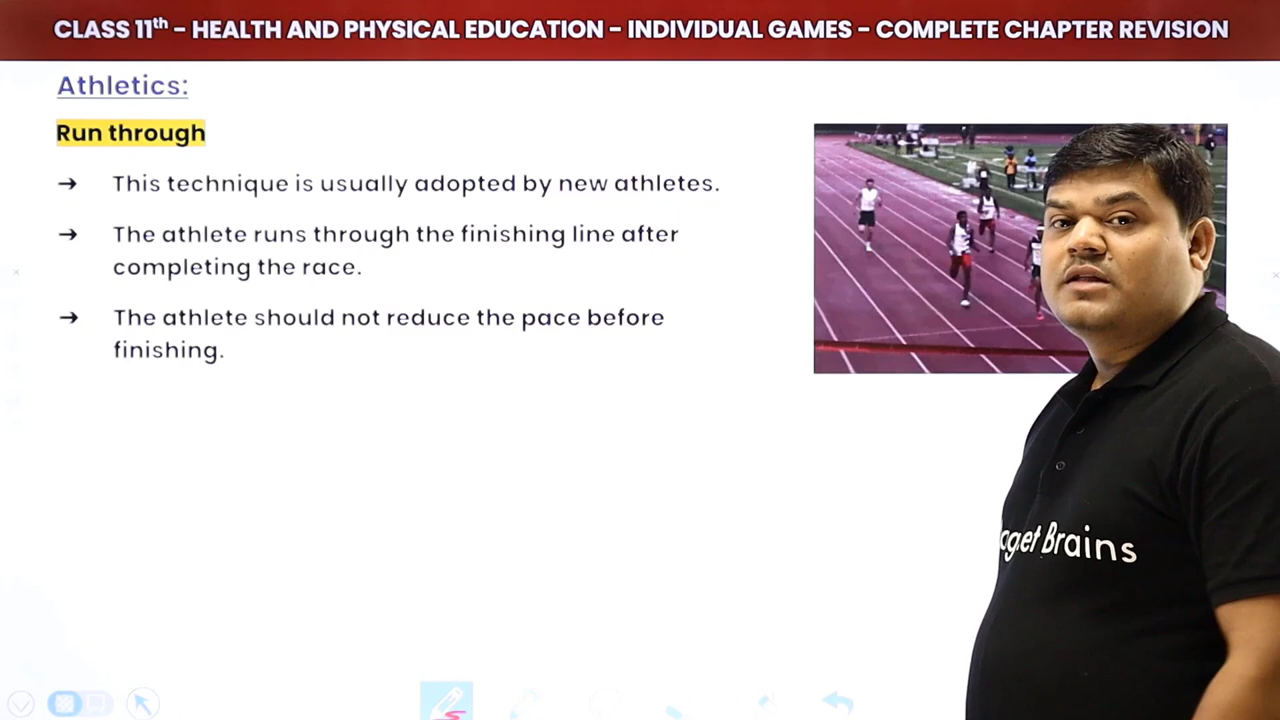 CLASS 11th – HEALTH AND PHYSICAL EDUCATION – INDIVIDUAL GAMES – COMPLETE CHAPTER REVISION
Athletics:
Run through
→ This technique is usually adopted by new athletes.
→ The athlete runs through the finishing line after
completing the race.
→ The athlete should not reduce the pace before
finishing.
Brains